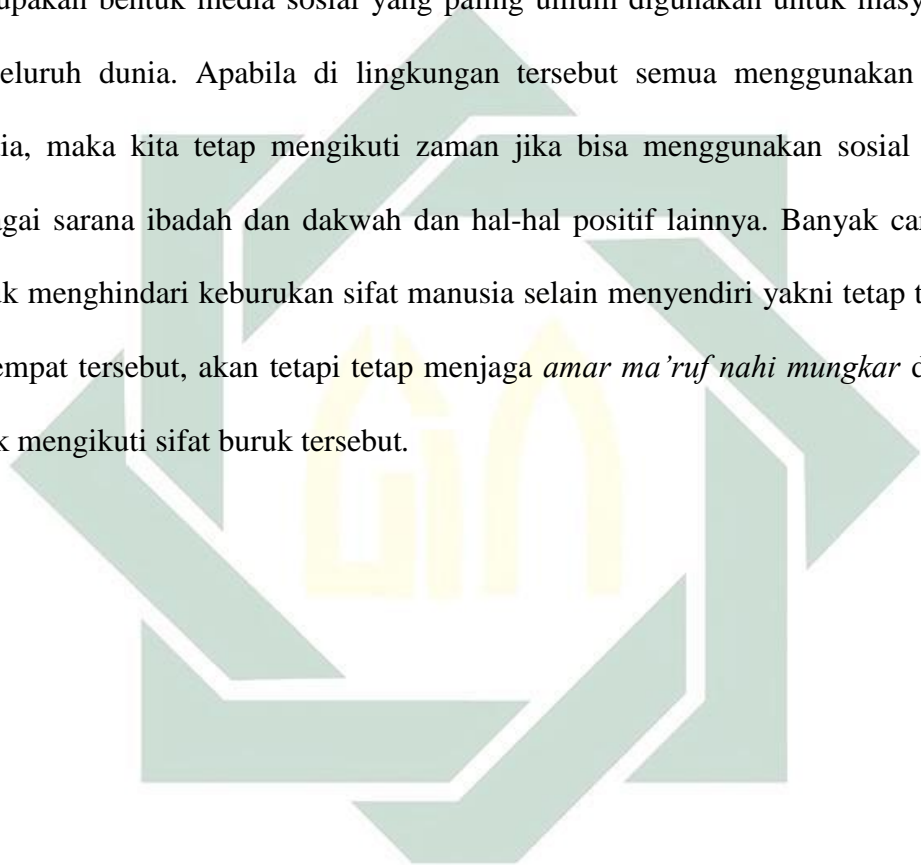 upakan bentuk media sosial yang paling umum digunakan untuk masy
eluruh dunia. Apabila di lingkungan tersebut semua menggunakan
ia, maka kita tetap mengikuti zaman jika bisa menggunakan sosial
agai sarana ibadah dan dakwah dan hal-hal positif lainnya. Banyak car
uk menghindari keburukan sifat manusia selain menyendiri yakni tetap t
empat tersebut, akan tetapi tetap menjaga amar ma’ruf nahi mungkar d
k mengikuti sifat buruk tersebut.